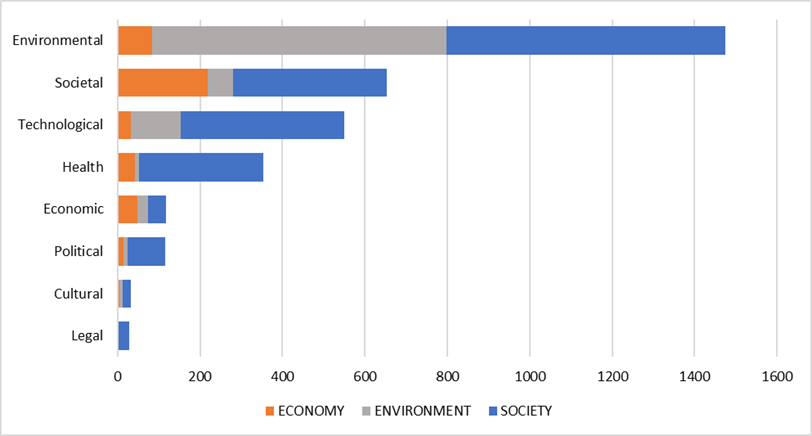 Environmental
Societal
Technological
Health
Economic
Political
Cultural
Legal
0 200 400 600 800 1000 1200 1400 1600
ECONOMY ENVIRONMENT SOCIETY